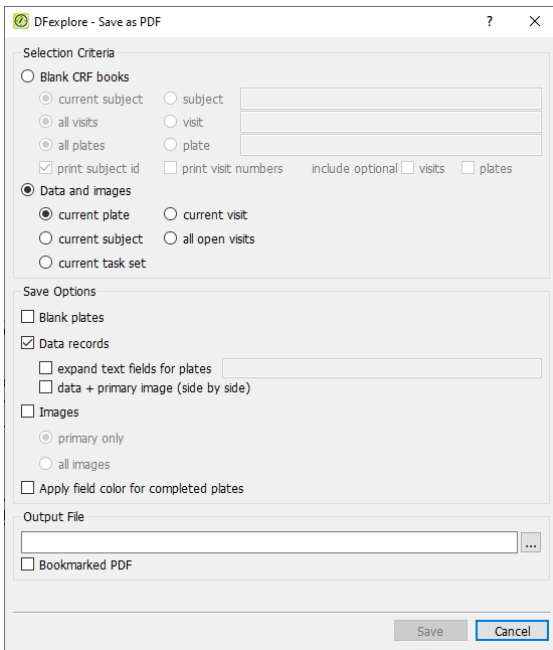 DFexplore - Save as PDF
Selection Criteria
Blank CRF books
current subject subject
all visits visit
all plates plate
print subject id print visit numbers include optional visits plates
Data and images
current plate current visit
current subject all open visits
current task set
Save Options
Blank plates
Data records
expand text fields for plates
data + primary image (side by side)
Images
primary only
all images
Apply field color for completed plates
Output File
...
Bookmarked PDF
Save Cancel